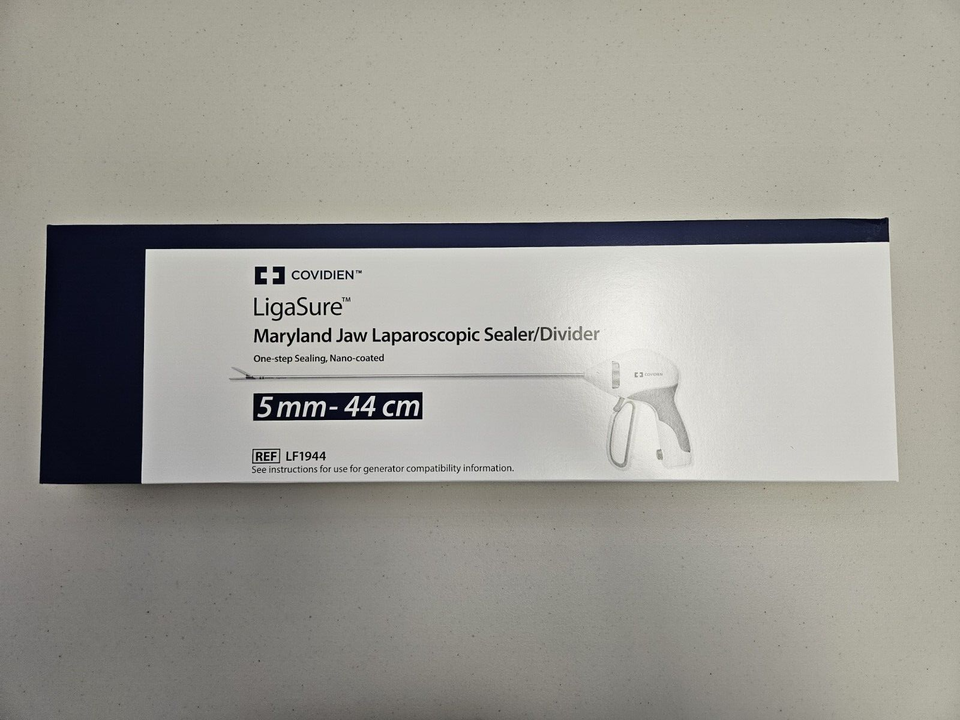 COVIDIEN™
LigaSure™
Maryland Jaw Laparoscopic Sealer/Divider
One-step Sealing, Nano-coated
COVIDIEN
5 mm - 44 cm
REF LF1944
See instructions for use for generator compatibility information.